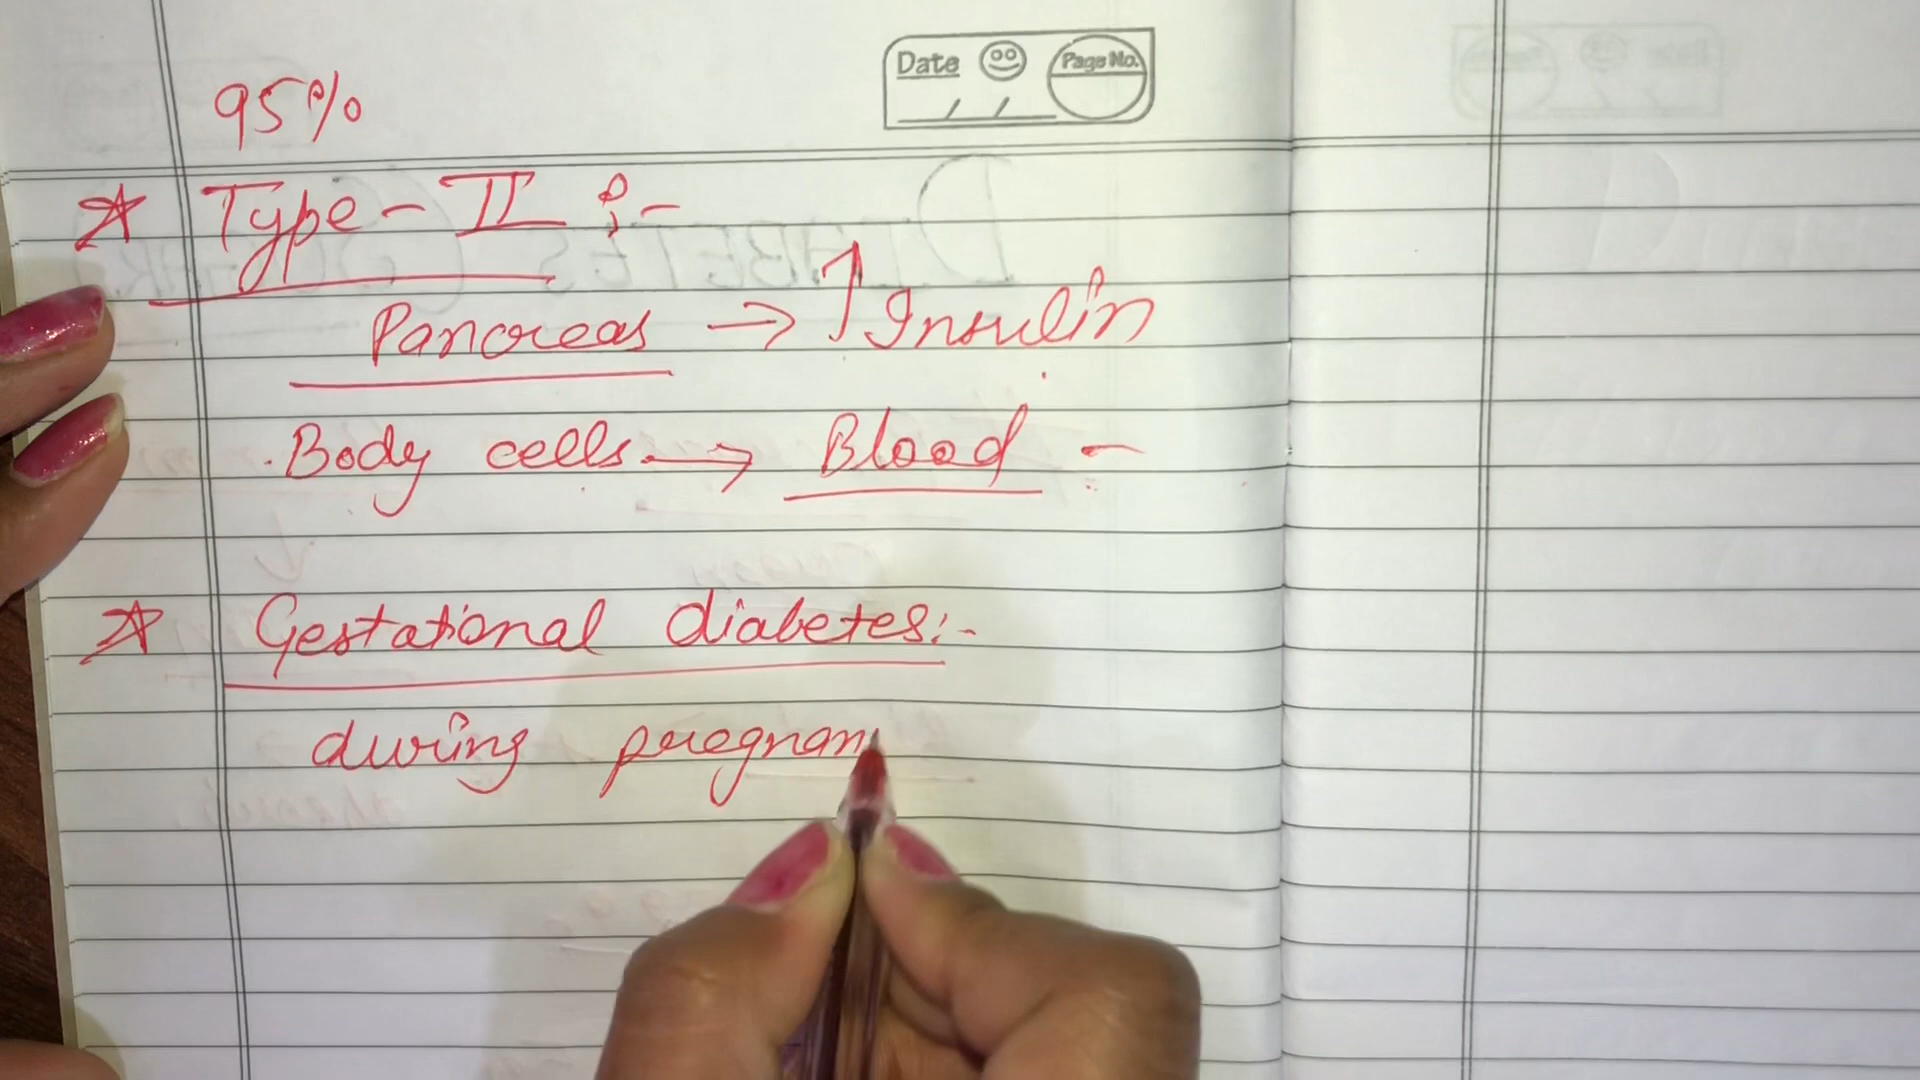 Date Page No.
95%
☆ Type - II :-
Pancreas → ↑ Insulin
Body cells → Blood -
☆ Gestational diabetes:-
during pregnan